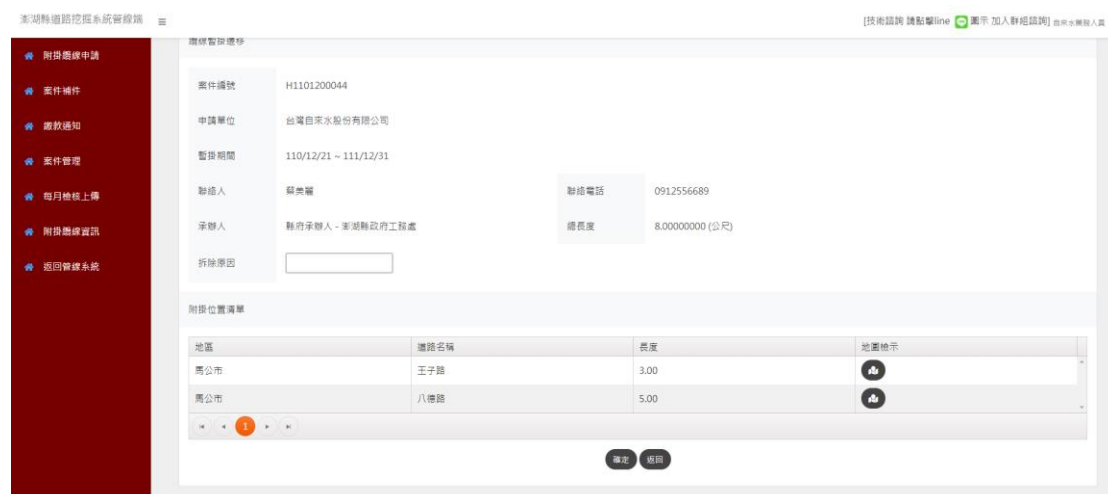 澎湖縣道路挖掘系統管線端
[技術諮詢 請點擊line 圖示 加入群組諮詢]
附掛纜線申請
案件補件
繳款通知
案件管理
每月檢核上傳
附掛纜線資訊
返回管線系統
纜線暫掛遷移
案件編號 H1101200044
申請單位 台灣自來水股份有限公司
暫掛期間 110/12/21 ~ 111/12/31
聯絡人 蔡美麗 聯絡電話 0912556689
承辦人 縣府承辦人 - 澎湖縣政府工務處 總長度 8.00000000 (公尺)
拆除原因
附掛位置清單
地區 道路名稱 長度 地圖檢示
馬公市 王子路 3.00
馬公市 八德路 5.00
1
確定 返回